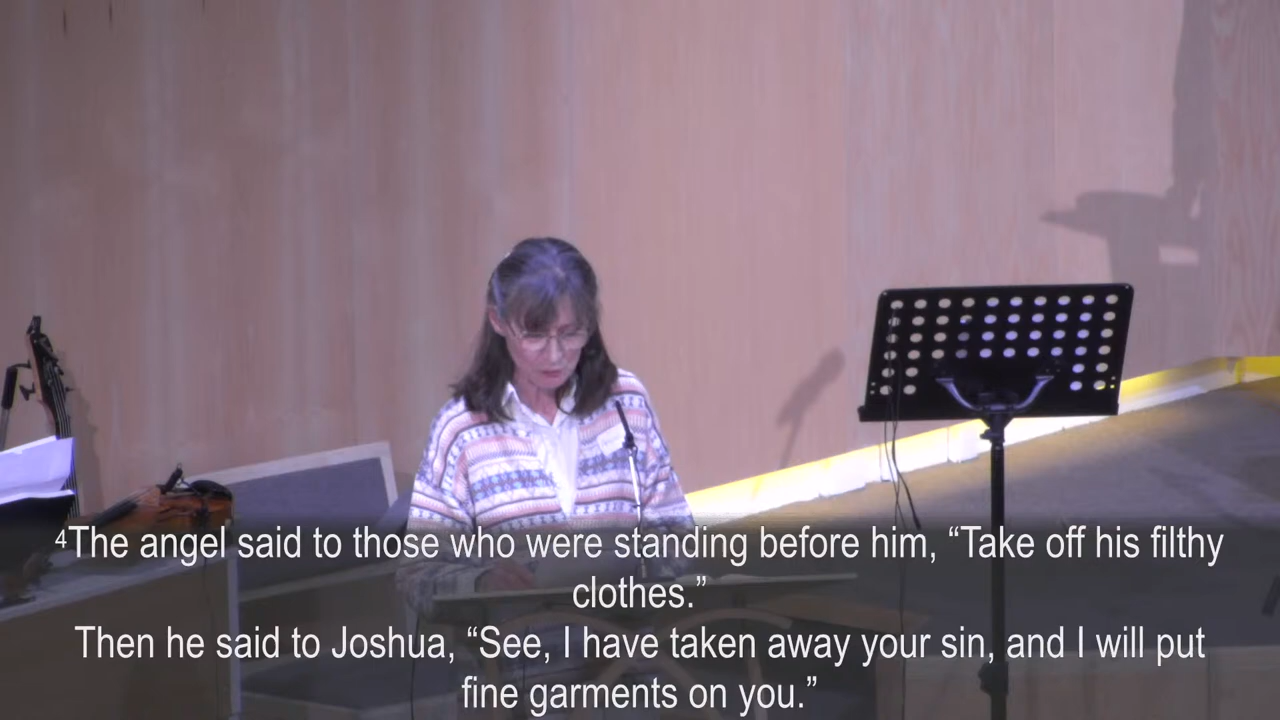 ⁴The angel said to those who were standing before him, “Take off his filthy
clothes.”
Then he said to Joshua, “See, I have taken away your sin, and I will put
fine garments on you.”